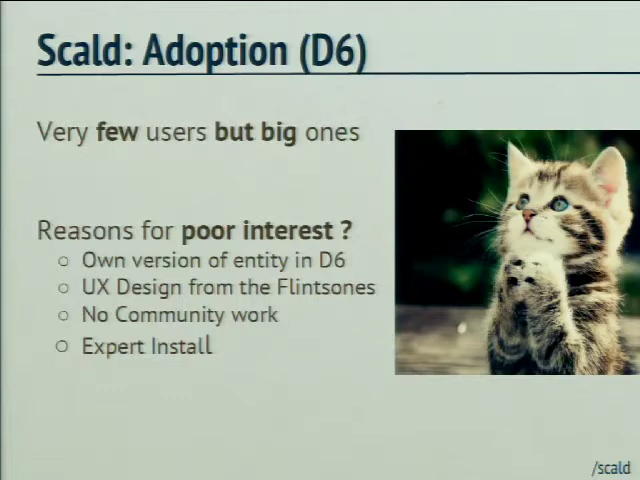 Scald: Adoption (D6)
Very few users but big ones
Reasons for poor interest ?
○ Own version of entity in D6
○ UX Design from the Flintsones
○ No Community work
○ Expert Install
/scald